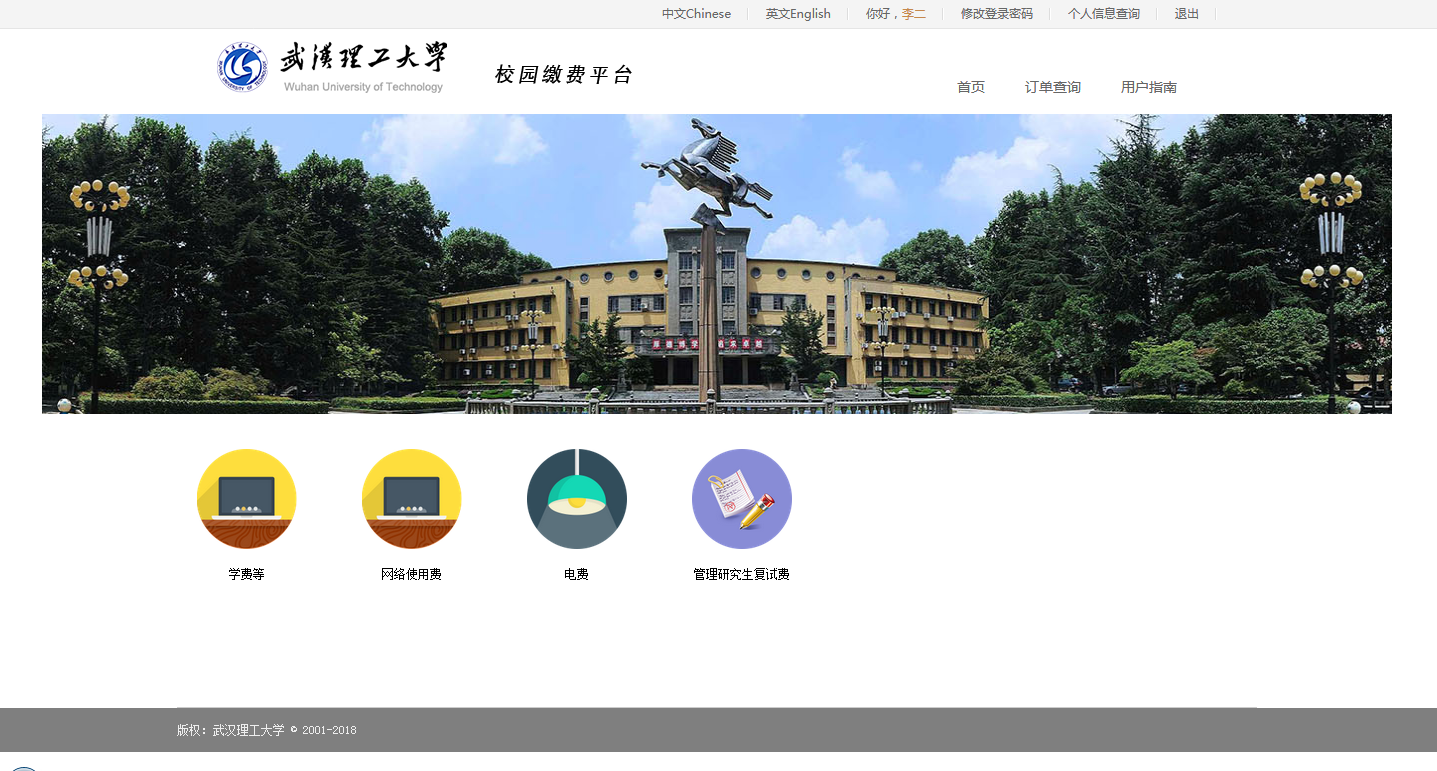 中文Chinese 英文English 你好，李二 修改登录密码 个人信息查询 退出
武汉理工大学
Wuhan University of Technology
校园缴费平台
首页 订单查询 用户指南
学费等 网络使用费 电费 管理研究生复试费
版权：武汉理工大学 © 2001-2018